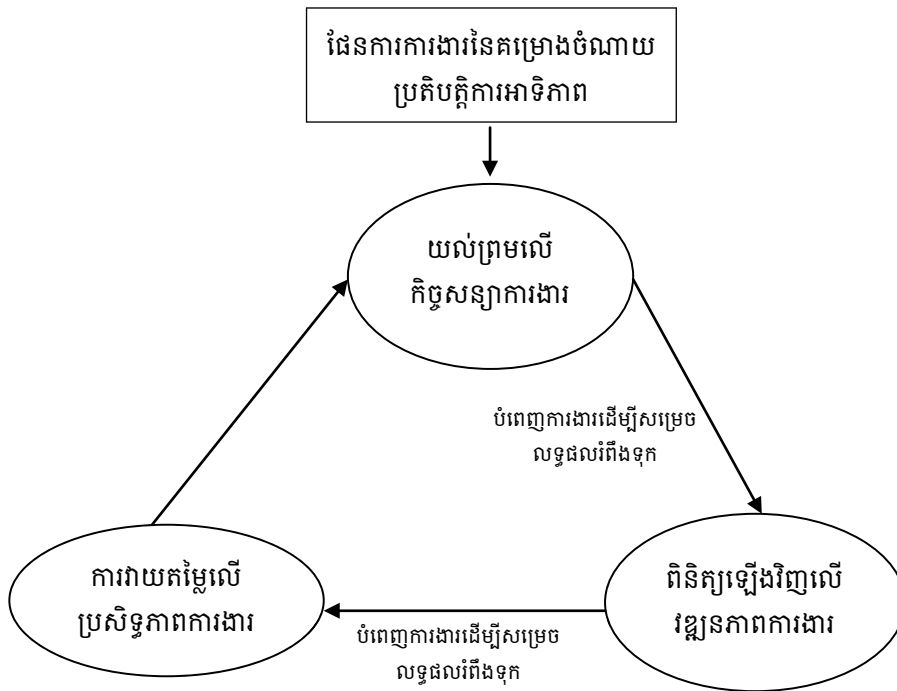 ផែនការការងារនៃគម្រោងចំណាយ
ប្រតិបត្តិការអាទិភាព
យល់ព្រមលើ
កិច្ចសន្យាការងារ
បំពេញការងារដើម្បីសម្រេច
លទ្ធផលរំពឹងទុក
ការវាយតម្លៃលើ
ប្រសិទ្ធភាពការងារ
ពិនិត្យឡើងវិញលើ
វឌ្ឍនភាពការងារ
បំពេញការងារដើម្បីសម្រេច
លទ្ធផលរំពឹងទុក